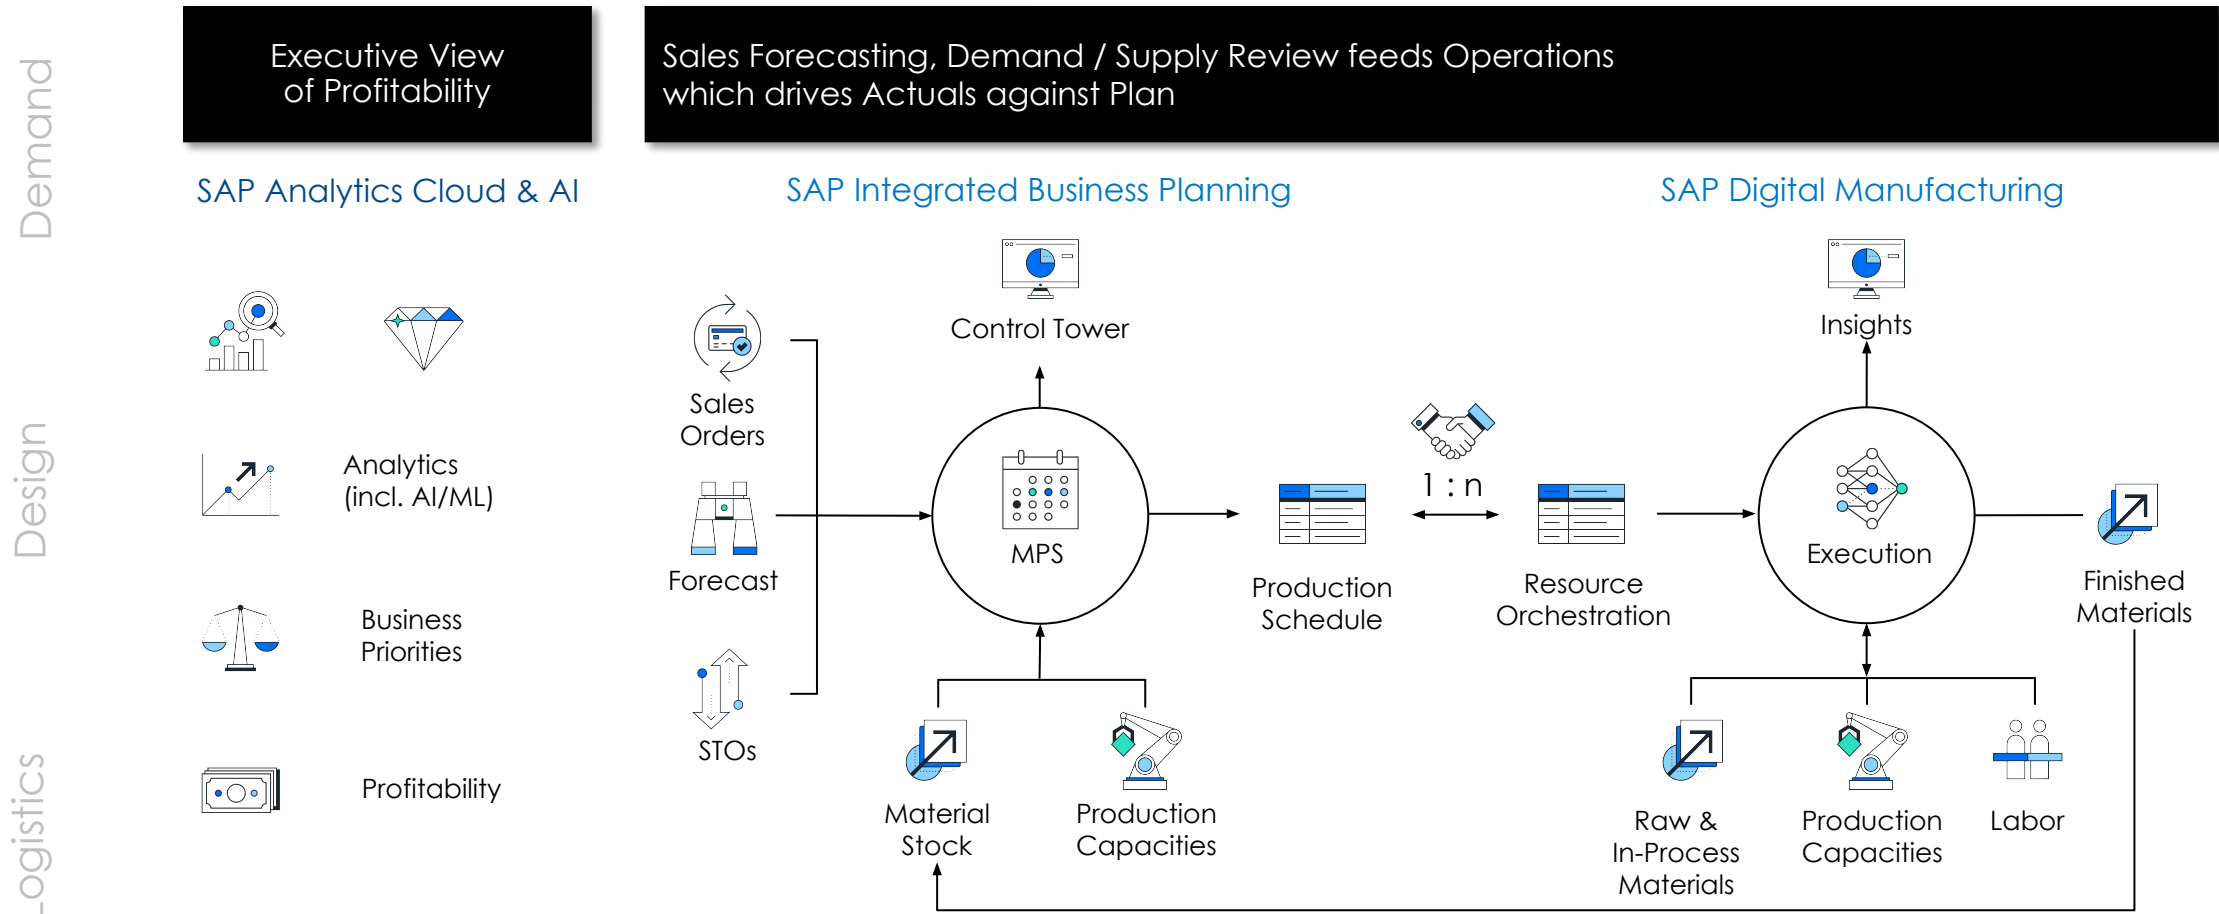 Demand
Design
Logistics
Executive View
of Profitability
Sales Forecasting, Demand / Supply Review feeds Operations
which drives Actuals against Plan
SAP Analytics Cloud & AI
Analytics
(incl. AI/ML)
Business
Priorities
Profitability
SAP Integrated Business Planning
Control Tower
Sales
Orders
Forecast
STOs
MPS
Material
Stock
Production
Capacities
Production
Schedule
1 : n
Resource
Orchestration
SAP Digital Manufacturing
Insights
Execution
Finished
Materials
Raw &
In-Process
Materials
Production
Capacities
Labor